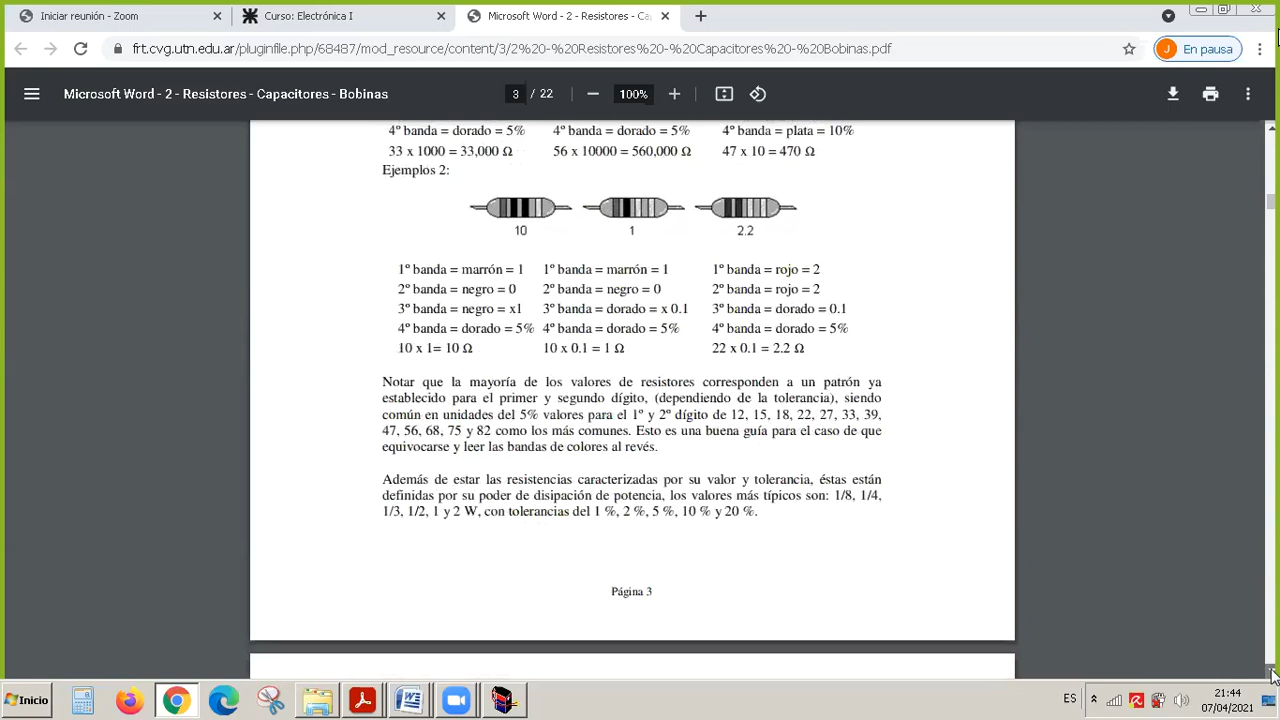 Iniciar reunión - Zoom
Curso: Electrónica I
Microsoft Word - 2 - Resistores - Ca
frt.cvg.utn.edu.ar/pluginfile.php/68487/mod_resource/content/3/2%20-%20Resistores%20-%20Capacitores%20-%20Bobinas.pdf
J En pausa
Microsoft Word - 2 - Resistores - Capacitores - Bobinas
3 / 22
100%
4º banda = dorado = 5% 4º banda = dorado = 5% 4º banda = plata = 10%
33 x 1000 = 33,000 Ω 56 x 10000 = 560,000 Ω 47 x 10 = 470 Ω
Ejemplos 2:
10 1 2.2
1º banda = marrón = 1 1º banda = marrón = 1 1º banda = rojo = 2
2º banda = negro = 0 2º banda = negro = 0 2º banda = rojo = 2
3º banda = negro = x1 3º banda = dorado = x 0.1 3º banda = dorado = 0.1
4º banda = dorado = 5% 4º banda = dorado = 5% 4º banda = dorado = 5%
10 x 1= 10 Ω 10 x 0.1 = 1 Ω 22 x 0.1 = 2.2 Ω
Notar que la mayoría de los valores de resistores corresponden a un patrón ya
establecido para el primer y segundo dígito, (dependiendo de la tolerancia), siendo
común en unidades del 5% valores para el 1º y 2º dígito de 12, 15, 18, 22, 27, 33, 39,
47, 56, 68, 75 y 82 como los más comunes. Esto es una buena guía para el caso de que
equivocarse y leer las bandas de colores al revés.
Además de estar las resistencias caracterizadas por su valor y tolerancia, éstas están
definidas por su poder de disipación de potencia, los valores más típicos son: 1/8, 1/4,
1/3, 1/2, 1 y 2 W, con tolerancias del 1 %, 2 %, 5 %, 10 % y 20 %.
Página 3
Inicio
ES
21:44
07/04/2021